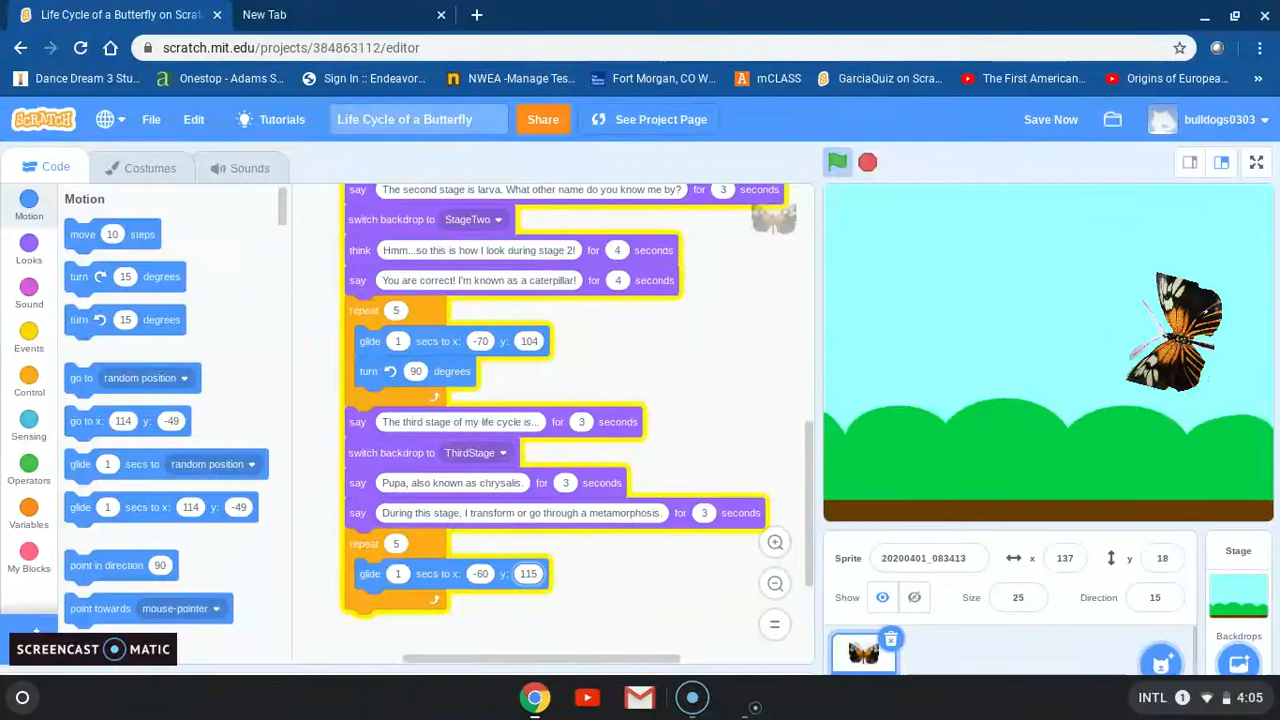 Life Cycle of a Butterfly on Scrat
New Tab
scratch.mit.edu/projects/384863112/editor
Dance Dream 3 Stu...
Onestop - Adams S...
Sign In :: Endeavor...
NWEA -Manage Tes...
Fort Morgan, CO W...
mCLASS
GarciaQuiz on Scra...
The First American...
Origins of European...
SCRATCH
File
Edit
Tutorials
Life Cycle of a Butterfly
Share
See Project Page
Save Now
bulldogs0303
Code
Costumes
Sounds
Motion
Looks
Sound
Events
Control
Sensing
Operators
Variables
My Blocks
Motion
move 10 steps
turn 15 degrees
turn 15 degrees
go to random position
go to x: 114 y: -49
glide 1 secs to random position
glide 1 secs to x: 114 y: -49
point in direction 90
point towards mouse-pointer
say The second stage is larva. What other name do you know me by? for 3 seconds
switch backdrop to StageTwo
think Hmm...so this is how I look during stage 2! for 4 seconds
say You are correct! I'm known as a caterpillar! for 4 seconds
repeat 5
glide 1 secs to x: -70 y: 104
turn 90 degrees
say The third stage of my life cycle is... for 3 seconds
switch backdrop to ThirdStage
say Pupa, also known as chrysalis. for 3 seconds
say During this stage, I transform or go through a metamorphosis. for 3 seconds
repeat 5
glide 1 secs to x: -60 y: 115
Sprite 20200401_083413 x 137 y 18
Show Size 25 Direction 15
Stage
Backdrops
SCREENCAST MATIC
INTL 1 4:05